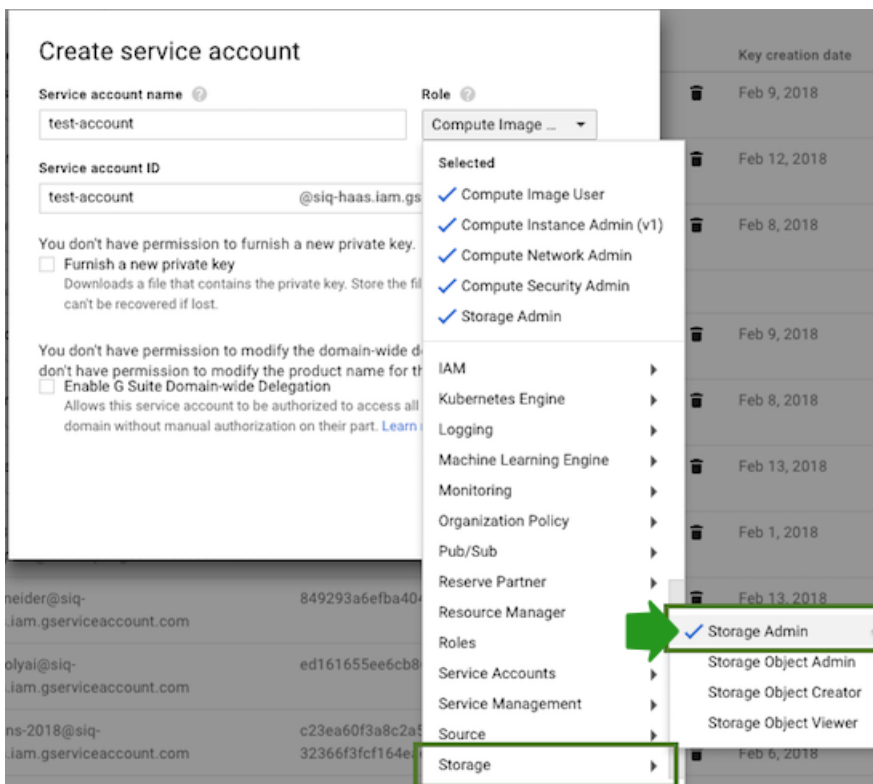 Create service account
Service account name
Role
test-account
Compute Image ...
Service account ID
test-account @siq-haas.iam.gs
You don't have permission to furnish a new private key.
Furnish a new private key
Downloads a file that contains the private key. Store the fil
can't be recovered if lost.
You don't have permission to modify the domain-wide d
don't have permission to modify the product name for th
Enable G Suite Domain-wide Delegation
Allows this service account to be authorized to access all
domain without manual authorization on their part. Learn
Selected
Compute Image User
Compute Instance Admin (v1)
Compute Network Admin
Compute Security Admin
Storage Admin
IAM
Kubernetes Engine
Logging
Machine Learning Engine
Monitoring
Organization Policy
Pub/Sub
Reserve Partner
Resource Manager
Roles
Service Accounts
Service Management
Source
Storage
Storage Admin
Storage Object Admin
Storage Object Creator
Storage Object Viewer
Key creation date
Feb 9, 2018
Feb 12, 2018
Feb 8, 2018
Feb 9, 2018
Feb 8, 2018
Feb 13, 2018
Feb 1, 2018
Feb 13, 2018
Feb 6, 2018
neider@siq-
.iam.gserviceaccount.com
849293a6efba404
olyai@siq-
.iam.gserviceaccount.com
ed161655ee6cb8
ns-2018@siq-
.iam.gserviceaccount.com
c23ea60f3a8c2a5
32366f3fcf164e